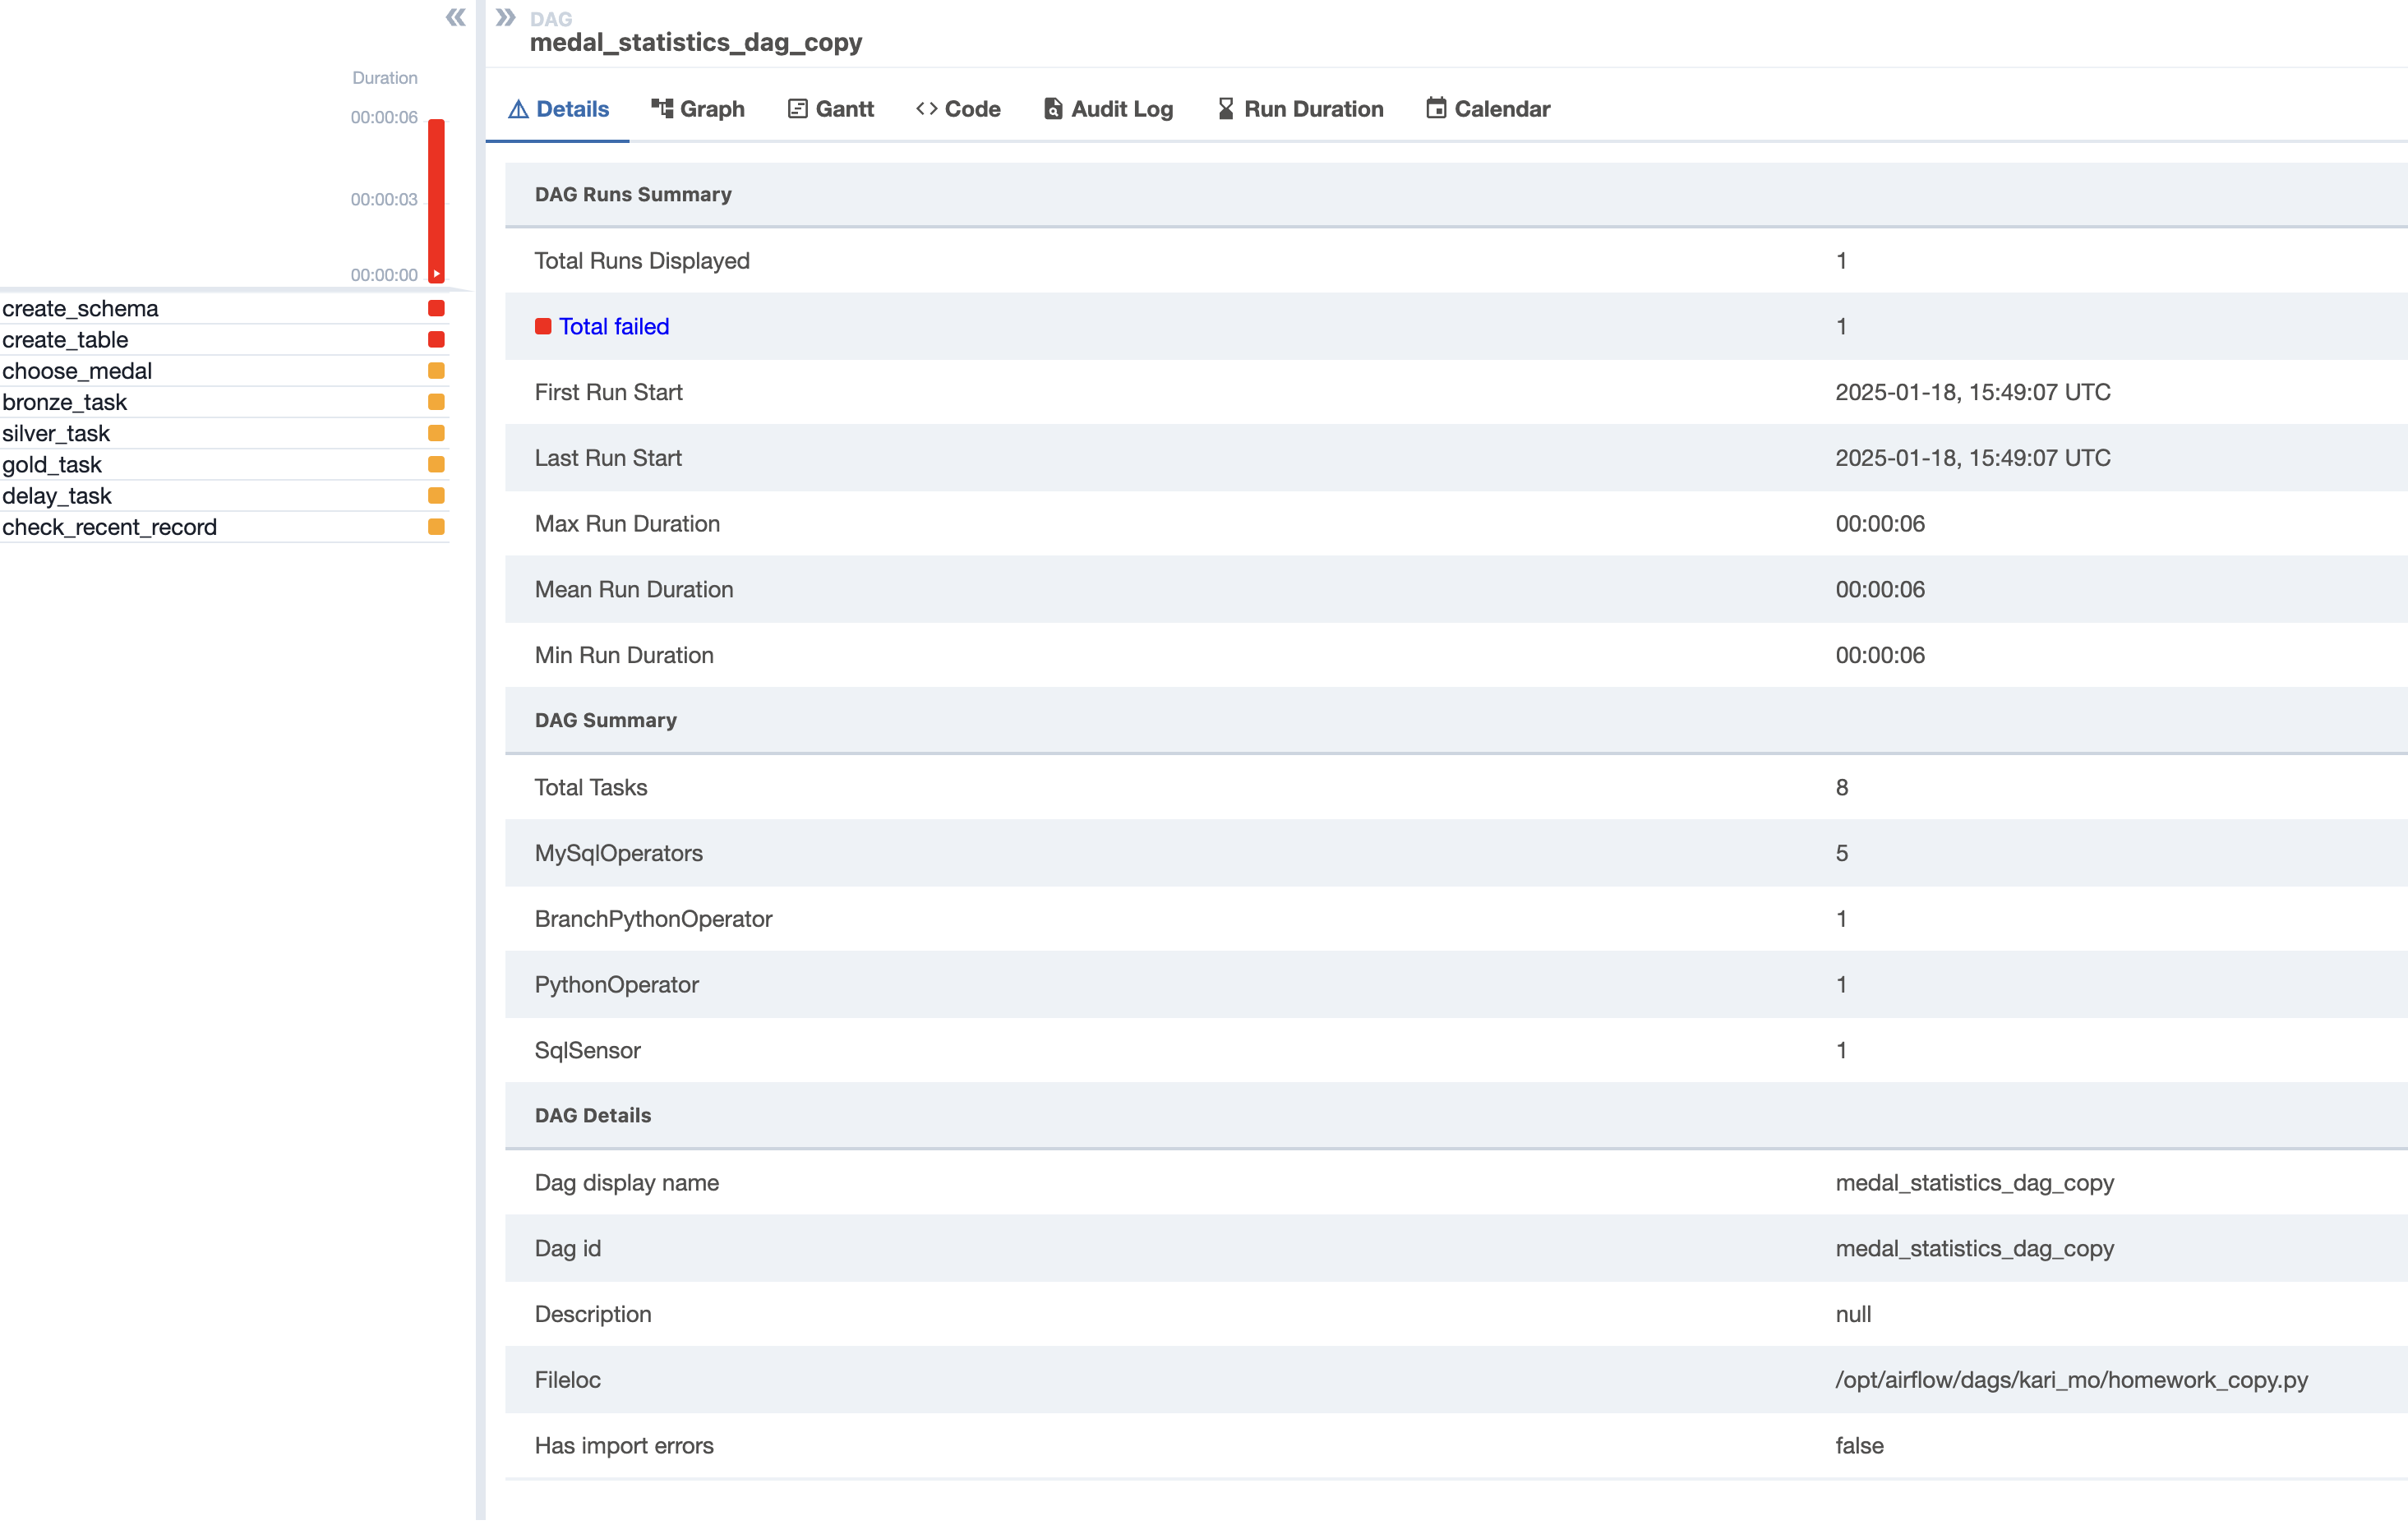 Duration
00:00:06
00:00:03
00:00:00
create_schema
create_table
choose_medal
bronze_task
silver_task
gold_task
delay_task
check_recent_record
DAG
medal_statistics_dag_copy
Details Graph Gantt Code Audit Log Run Duration Calendar
DAG Runs Summary
Total Runs Displayed 1
Total failed 1
First Run Start 2025-01-18, 15:49:07 UTC
Last Run Start 2025-01-18, 15:49:07 UTC
Max Run Duration 00:00:06
Mean Run Duration 00:00:06
Min Run Duration 00:00:06
DAG Summary
Total Tasks 8
MySqlOperators 5
BranchPythonOperator 1
PythonOperator 1
SqlSensor 1
DAG Details
Dag display name medal_statistics_dag_copy
Dag id medal_statistics_dag_copy
Description null
Fileloc /opt/airflow/dags/kari_mo/homework_copy.py
Has import errors false